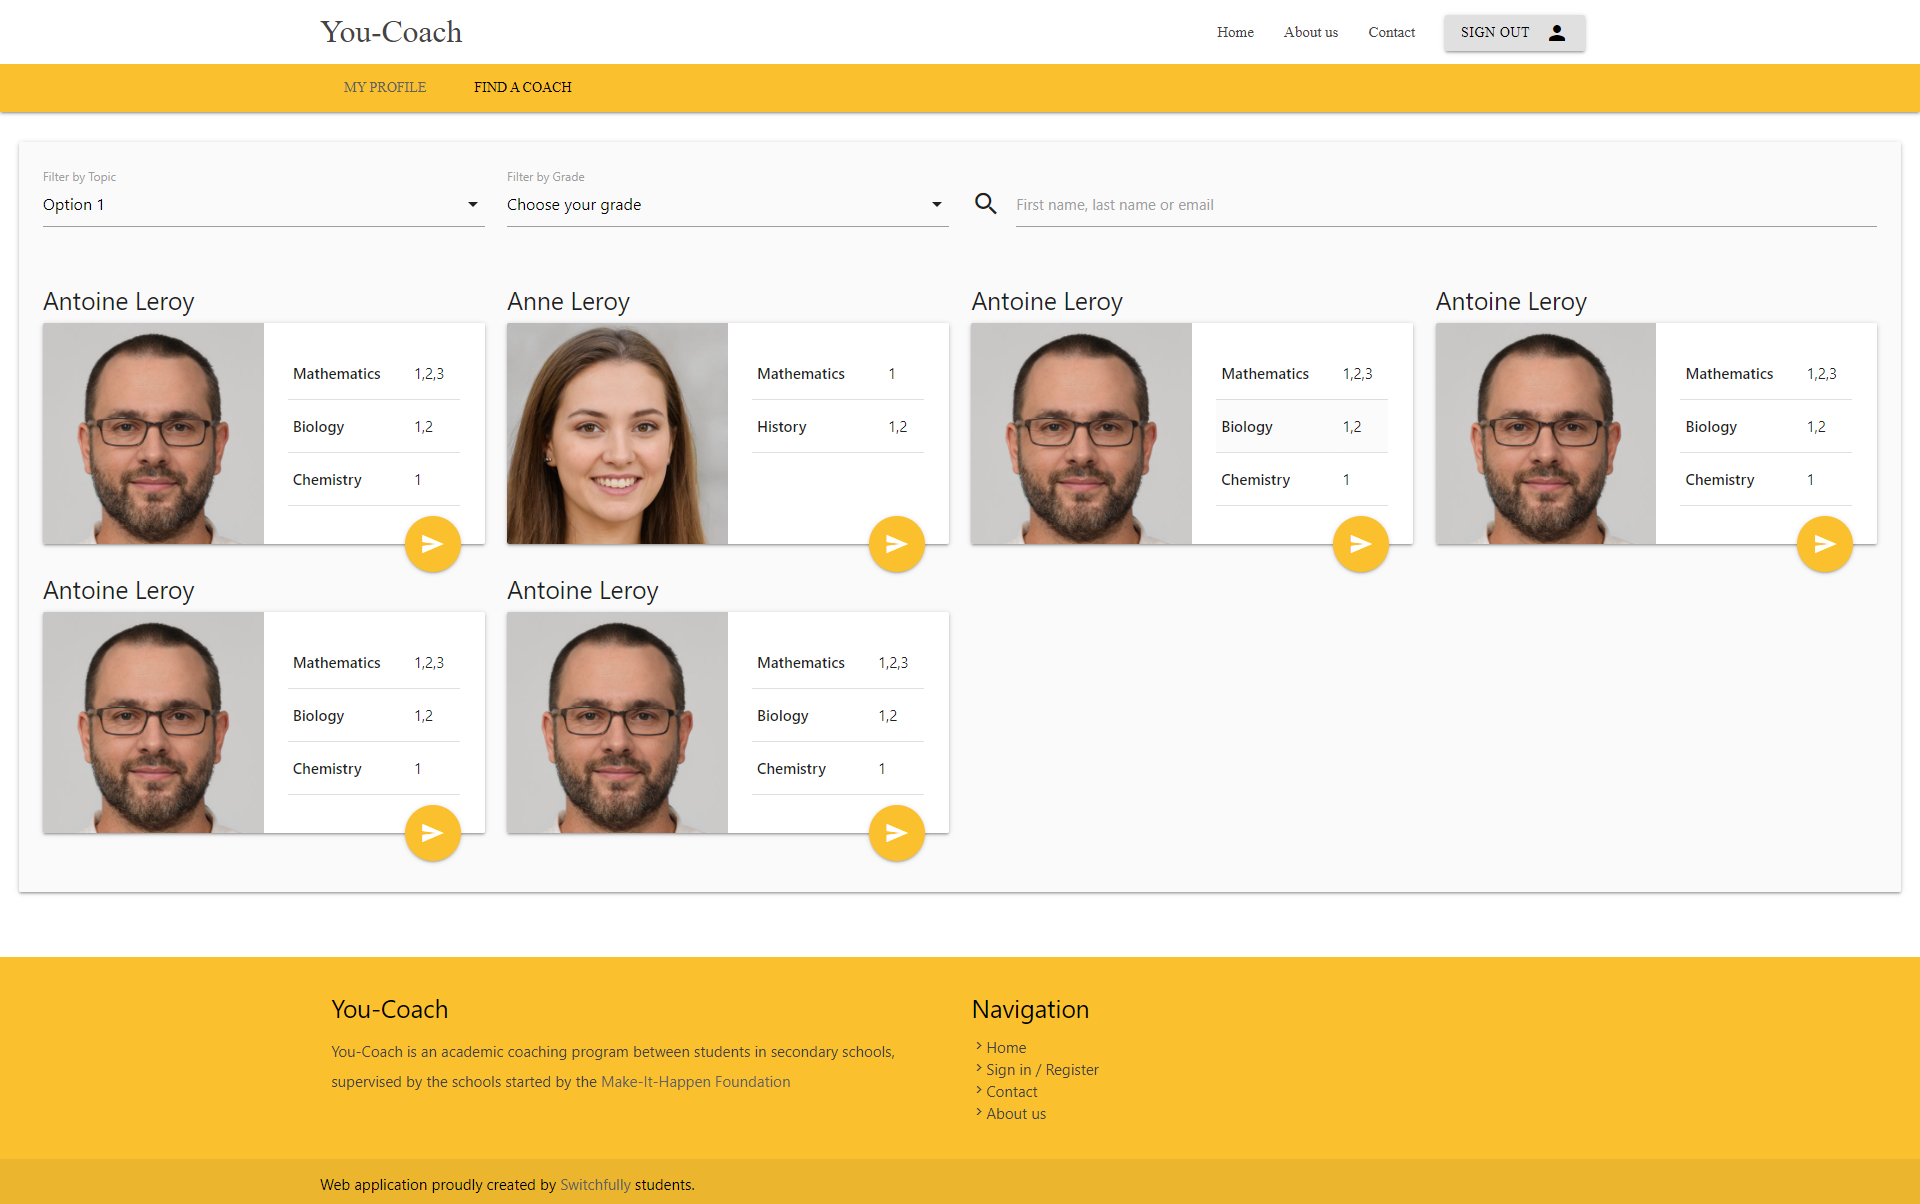 You-Coach
Home About us Contact SIGN OUT
MY PROFILE FIND A COACH
Filter by Topic Filter by Grade
Option 1 Choose your grade First name, last name or email
Antoine Leroy Anne Leroy Antoine Leroy Antoine Leroy
Mathematics 1,2,3
Biology 1,2
Chemistry 1
Mathematics 1
History 1,2
Mathematics 1,2,3
Biology 1,2
Chemistry 1
Mathematics 1,2,3
Biology 1,2
Chemistry 1
Antoine Leroy Antoine Leroy
Mathematics 1,2,3
Biology 1,2
Chemistry 1
Mathematics 1,2,3
Biology 1,2
Chemistry 1
You-Coach
You-Coach is an academic coaching program between students in secondary schools,
supervised by the schools started by the Make-It-Happen Foundation
Navigation
Home
Sign in / Register
Contact
About us
Web application proudly created by Switchfully students.